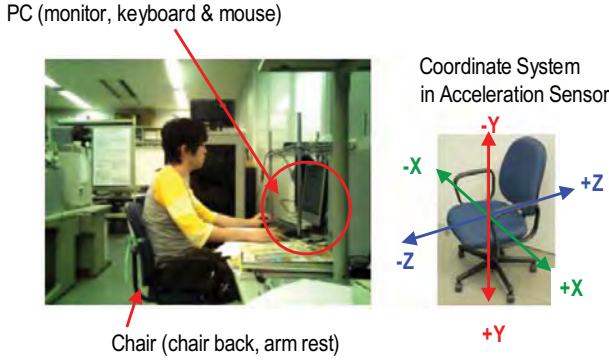 PC (monitor, keyboard & mouse)
Coordinate System
in Acceleration Sensor
-Y
-X
+Z
-Z
+X
+Y
Chair (chair back, arm rest)